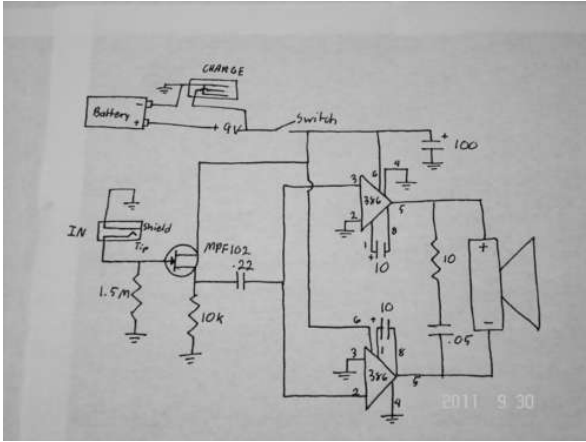 CHARGE
Battery
-
+
+ 9V
Switch
+
100
IN
Shield
Tip
MPF102
.22
1.5M
10K
3
6
4
386
2
5
1
8
+
10
10
.05
+
-
10
+
6
1
8
3
386
5
2
4
2011 9 30